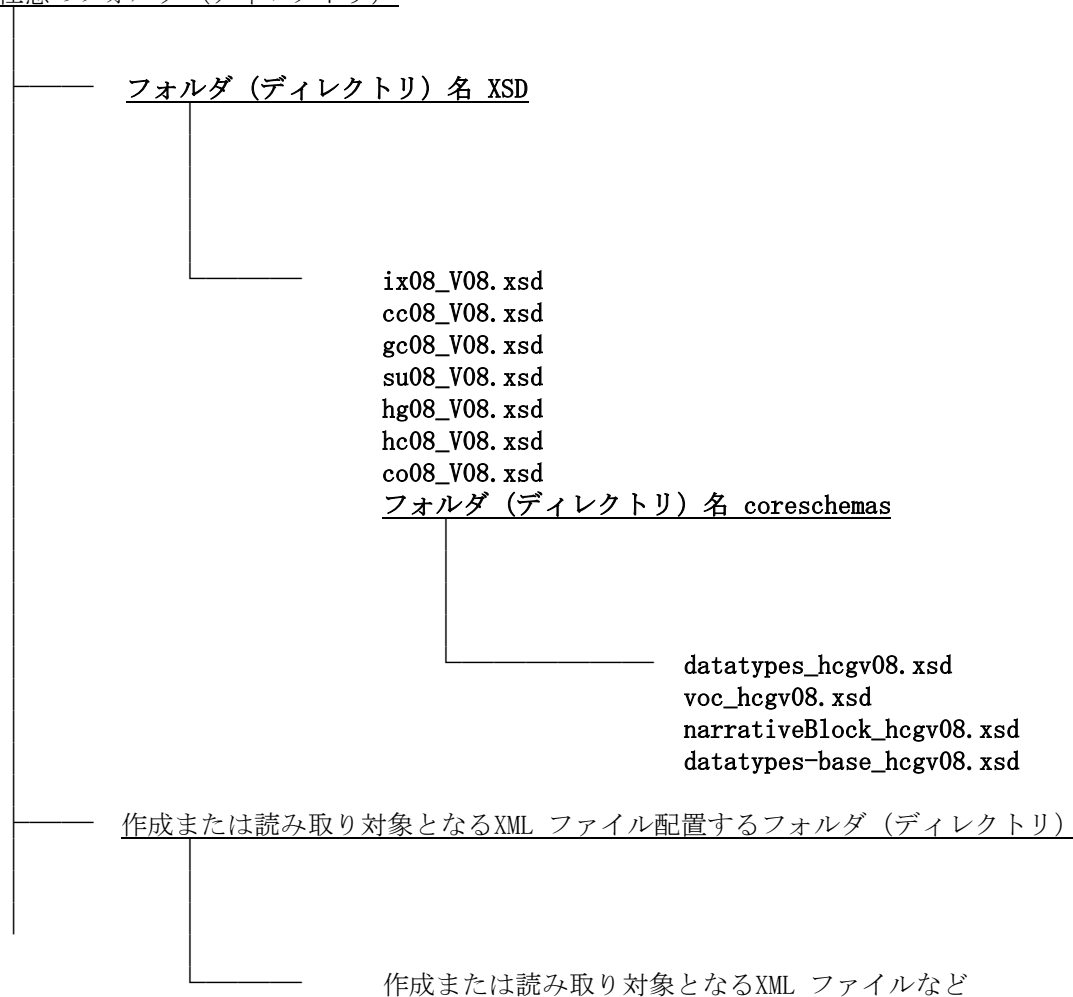 フォルダ (ディレクトリ) 名 XSD
ix08_V08.xsd
cc08_V08.xsd
gc08_V08.xsd
su08_V08.xsd
hg08_V08.xsd
hc08_V08.xsd
co08_V08.xsd
フォルダ (ディレクトリ) 名 coreschemas
datatypes_hcgv08.xsd
voc_hcgv08.xsd
narrativeBlock_hcgv08.xsd
datatypes-base_hcgv08.xsd
作成または読み取り対象となるXML ファイル配置するフォルダ (ディレクトリ)
作成または読み取り対象となるXML ファイルなど